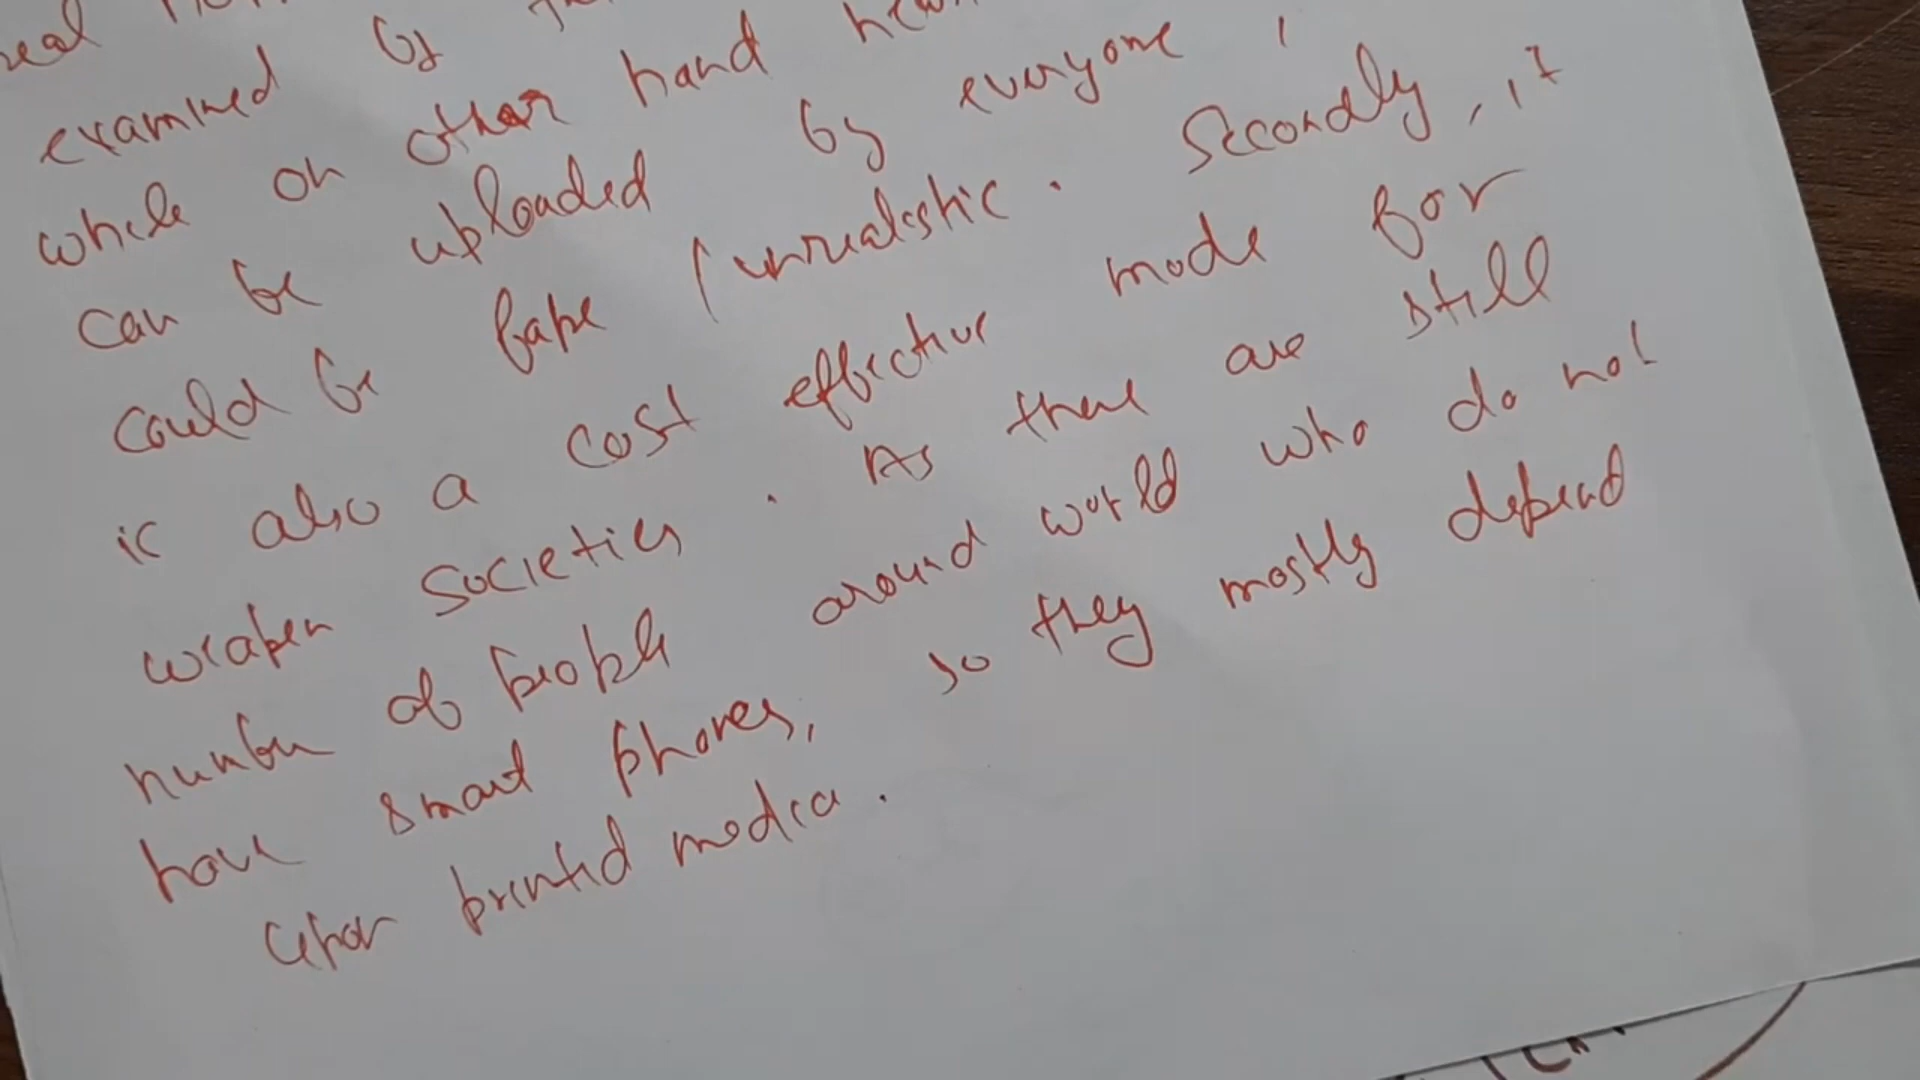 real
examined by
while on other hand
can be uploaded by everyone,
could be fake / unrealistic. Secondly, it
is also a cost effective mode for
weaken societies. As there are still
number of people around world who do not
have smart phones, so they mostly depend
upon printed media.